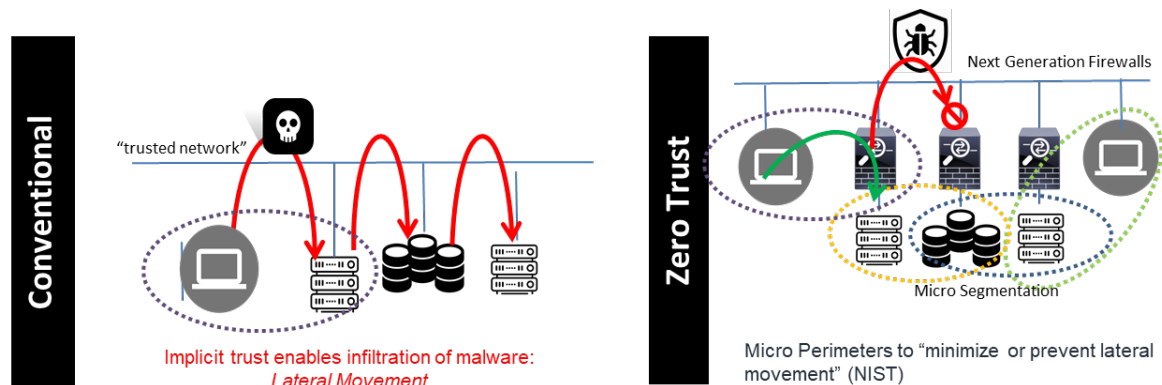 Conventional
“trusted network”
Implicit trust enables infiltration of malware:
Lateral Movement
Zero Trust
Next Generation Firewalls
Micro Segmentation
Micro Perimeters to “minimize or prevent lateral
movement” (NIST)